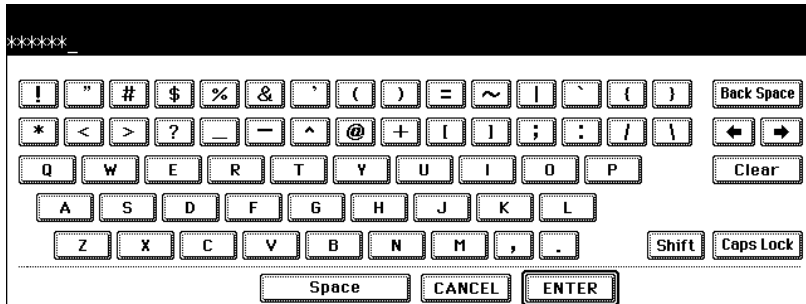 ******_
! " # $ % & ' ( ) = ~ | ` { } Back Space
* < > ? _ - ^ @ + [ ] ; : / \ ← →
Q W E R T Y U I O P Clear
A S D F G H J K L
Z X C V B N M , . Shift Caps Lock
Space CANCEL ENTER